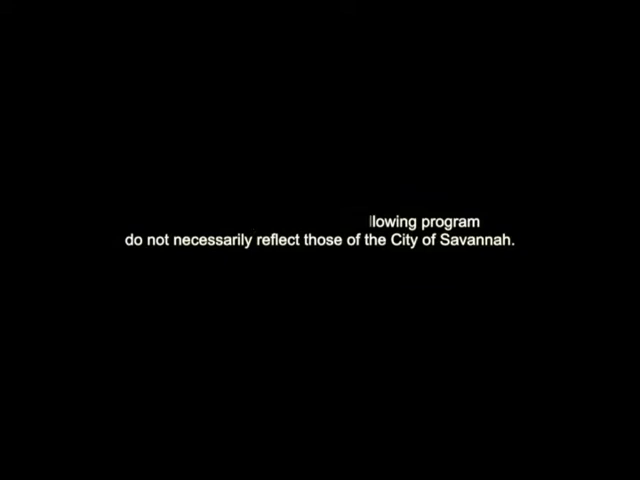 llowing program
do not necessarily reflect those of the City of Savannah.